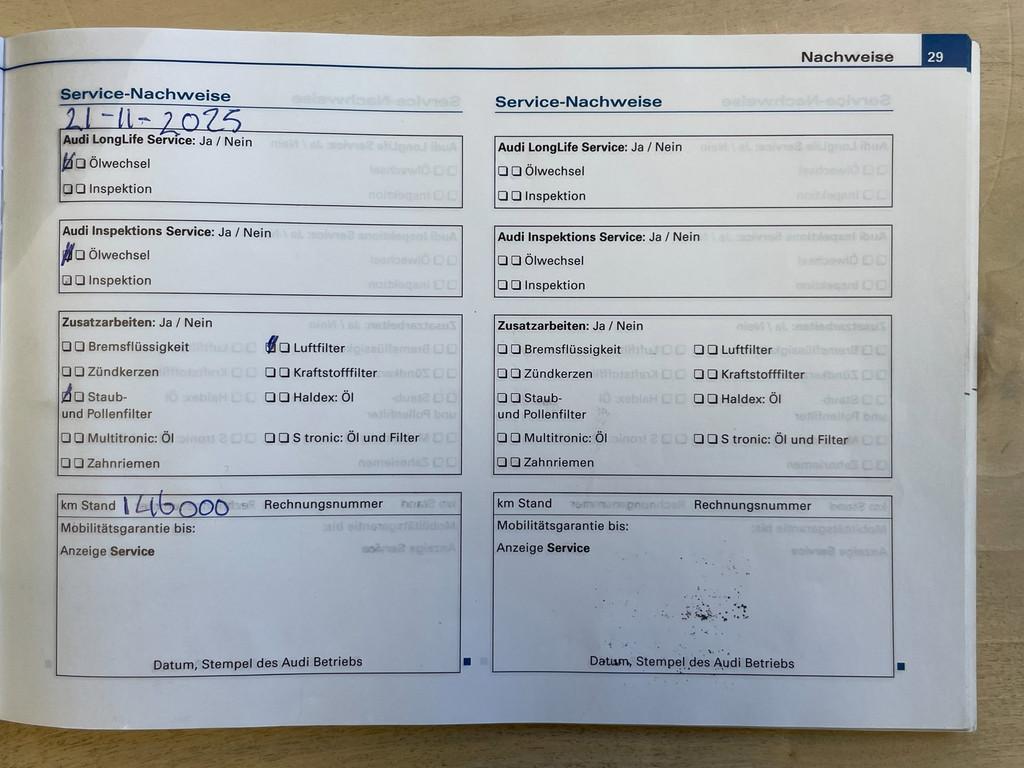 Nachweise 29
Service-Nachweise
21-11-2025
Audi LongLife Service: Ja / Nein
Ölwechsel
Inspektion
Audi Inspektions Service: Ja / Nein
Ölwechsel
Inspektion
Zusatzarbeiten: Ja / Nein
Bremsflüssigkeit Luftfilter
Zündkerzen Kraftstofffilter
Staub- Haldex: Öl
und Pollenfilter
Multitronic: Öl S tronic: Öl und Filter
Zahnriemen
km Stand 146000 Rechnungsnummer
Mobilitätsgarantie bis:
Anzeige Service
Datum, Stempel des Audi Betriebs
Service-Nachweise
Audi LongLife Service: Ja / Nein
Ölwechsel
Inspektion
Audi Inspektions Service: Ja / Nein
Ölwechsel
Inspektion
Zusatzarbeiten: Ja / Nein
Bremsflüssigkeit Luftfilter
Zündkerzen Kraftstofffilter
Staub- Haldex: Öl
und Pollenfilter
Multitronic: Öl S tronic: Öl und Filter
Zahnriemen
km Stand Rechnungsnummer
Mobilitätsgarantie bis:
Anzeige Service
Datum, Stempel des Audi Betriebs